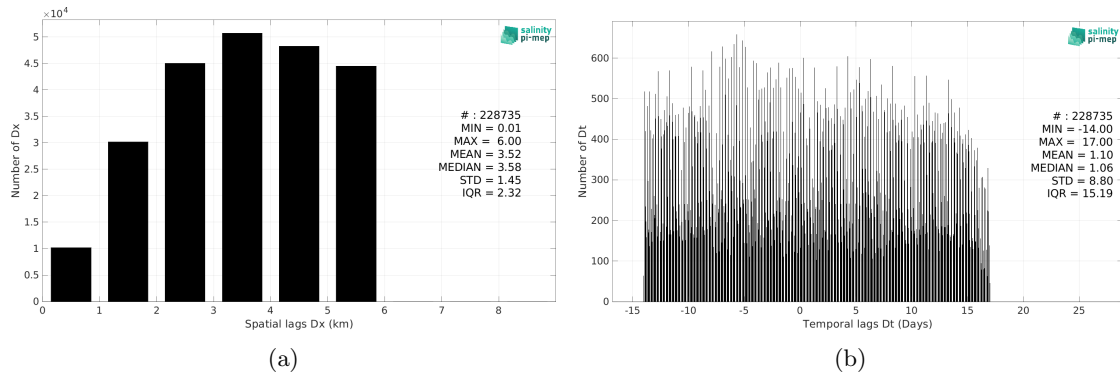 ×10⁴
5
4.5
4
3.5
3
2.5
2
1.5
1
0.5
0
Number of Dx
salinity
pi-mep
# : 228735
MIN = 0.01
MAX = 6.00
MEAN = 3.52
MEDIAN = 3.58
STD = 1.45
IQR = 2.32
0 1 2 3 4 5 6 7 8
Spatial lags Dx (km)
(a)
600
500
400
300
200
100
0
Number of Dt
salinity
pi-mep
# : 228735
MIN = -14.00
MAX = 17.00
MEAN = 1.10
MEDIAN = 1.06
STD = 8.80
IQR = 15.19
-15 -10 -5 0 5 10 15 20 25
Temporal lags Dt (Days)
(b)